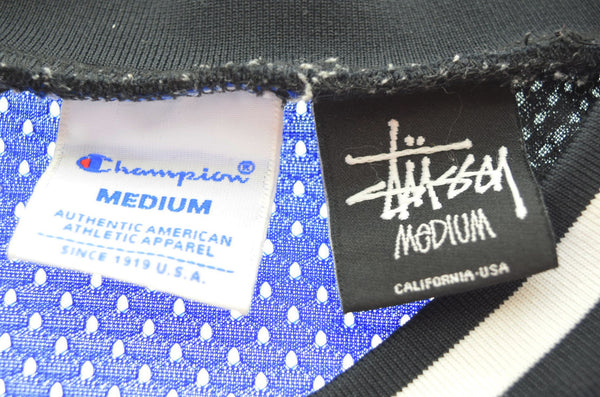 Champion®
MEDIUM
AUTHENTIC AMERICAN
ATHLETIC APPAREL
SINCE 1919 U.S.A.
Stüssy
MEDIUM
CALIFORNIA·USA